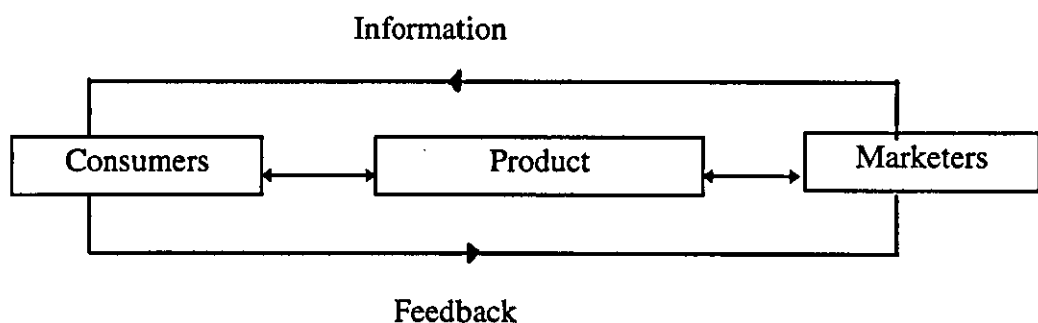 Information
Consumers
Product
Marketers
Feedback